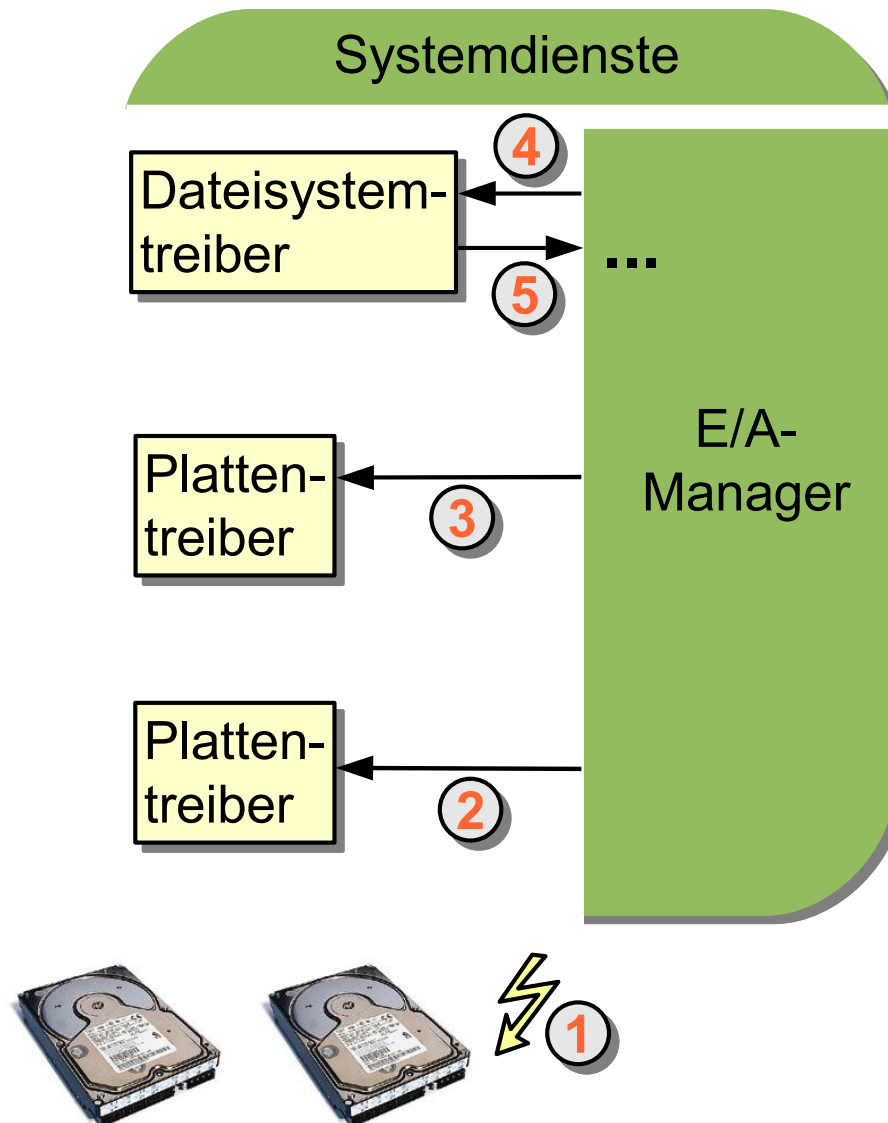 Systemdienste
4
Dateisystem-
treiber
...
5
E/A-
Manager
Platten-
treiber
3
Platten-
treiber
2
1